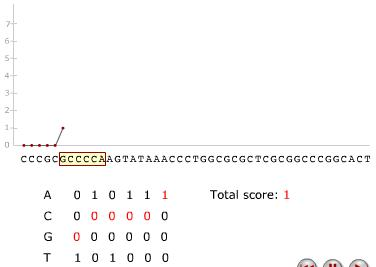 7
6
5
4
3
2
1
0
CCCGCGCCCCAAGTATAAACCCTGGCGCGCTCGCGGCCCGGCACT
A 0 1 0 1 1 1 Total score: 1
C 0 0 0 0 0 0
G 0 0 0 0 0 0
T 1 0 1 0 0 0